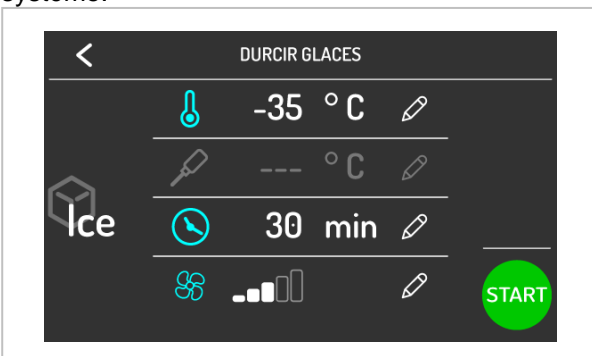 DURCIR GLACES
-35 °C
--- °C
Ice
30 min
START